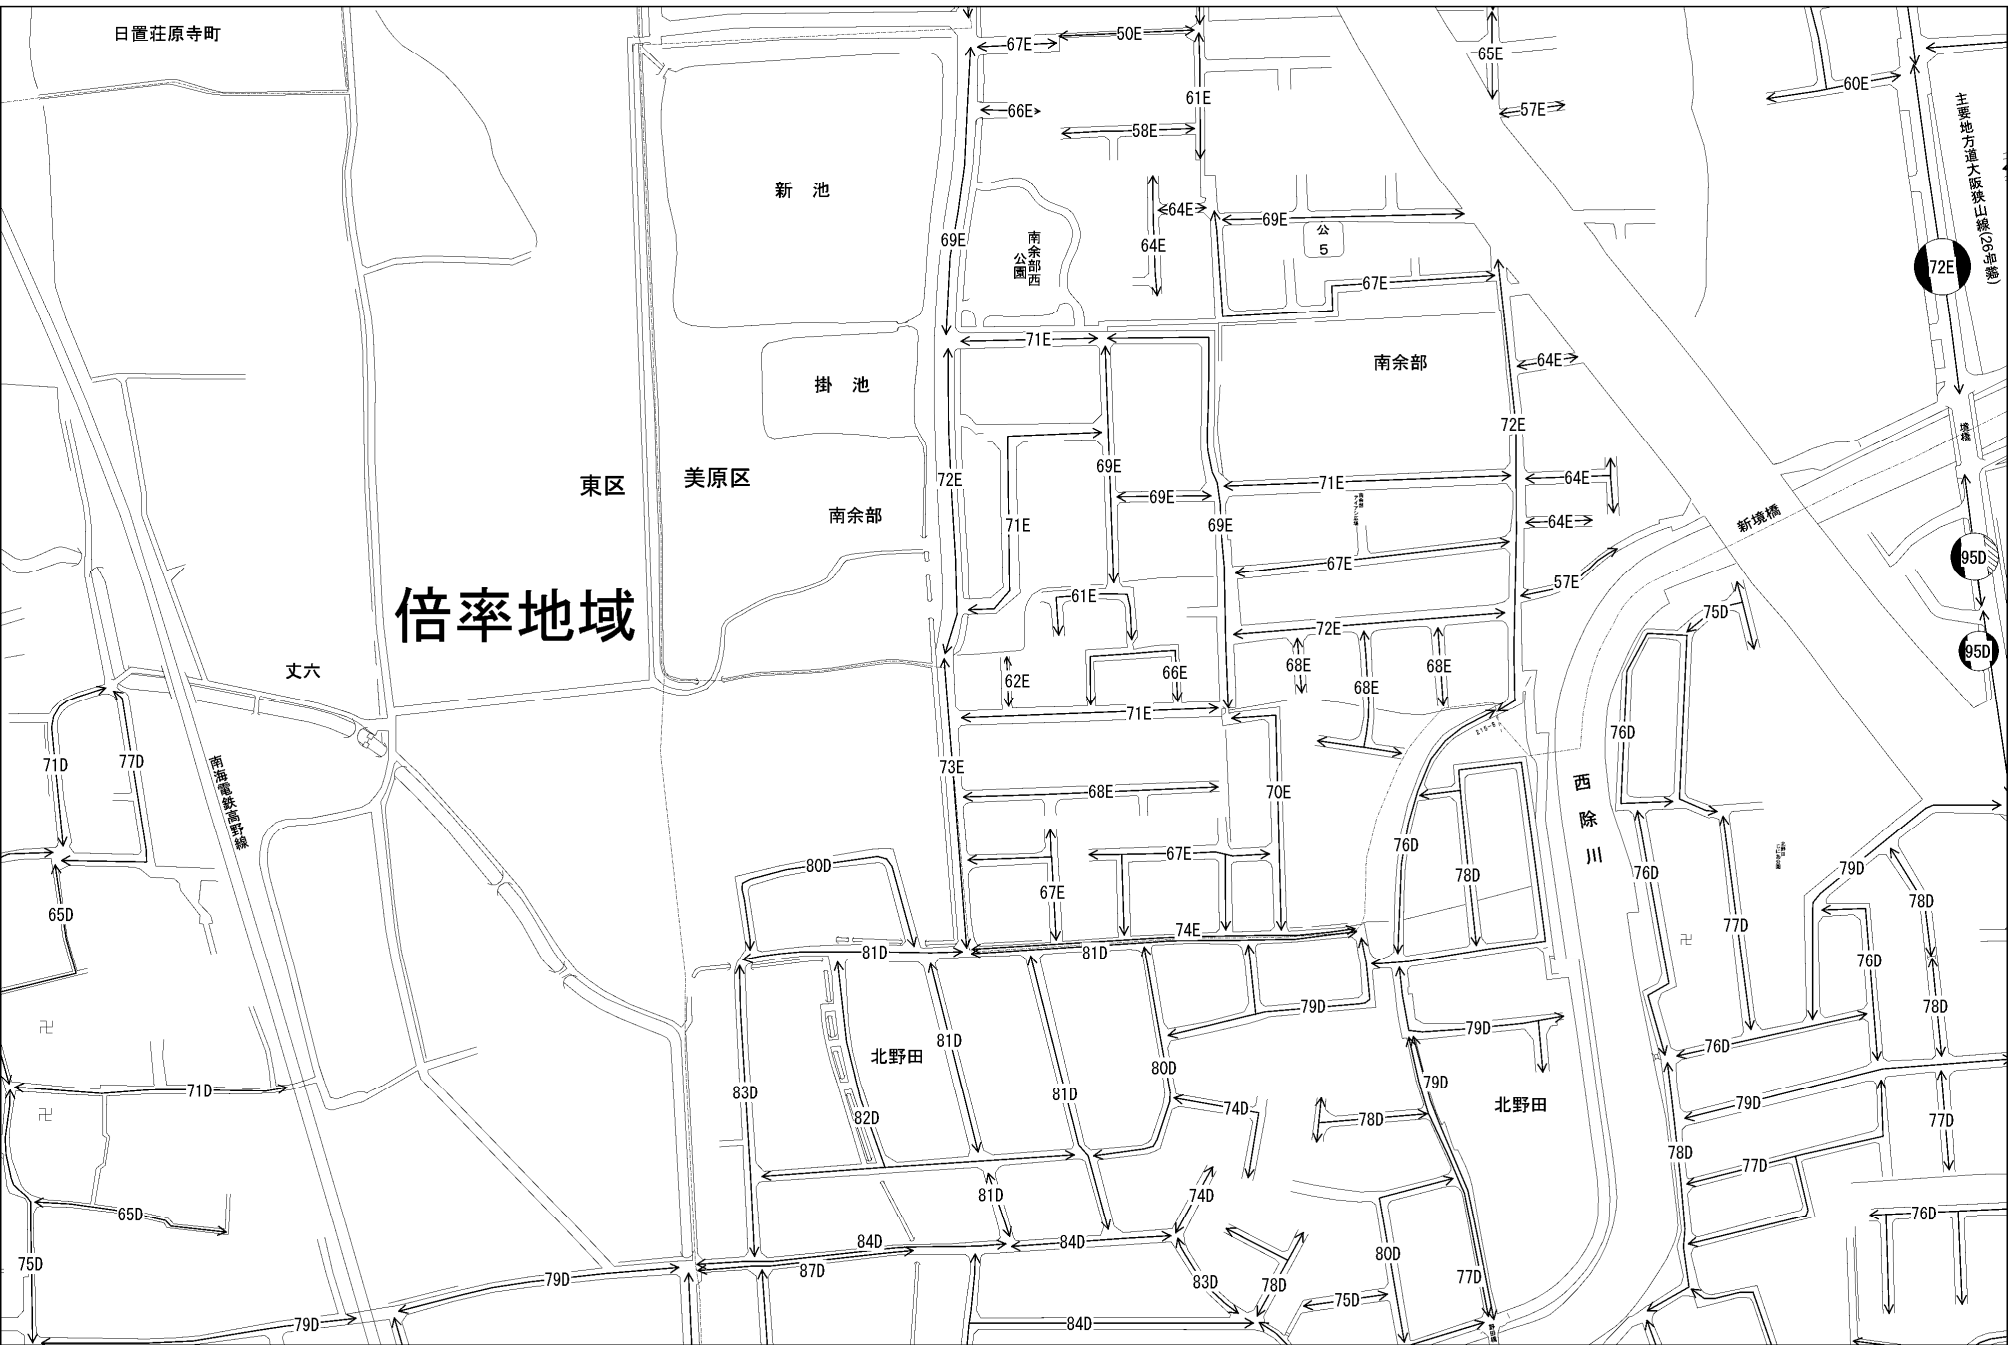 日置荘原寺町
67E
50E
65E
60E
61E
66E
57E
58E
主要地方道大阪狭山線(26号線)
新 池
64E
69E
公
5
69E
64E
南余部西
公園
72E
67E
71E
南余部
64E
掛 池
72E
境橋
69E
東区
美原区
72E
71E
64E
69E
南余部
71E
69E
64E
新境橋
67E
95D
倍率地域
61E
57E
75D
72E
95D
丈六
62E
66E
68E
68E
68E
71E
76D
71D
77D
南海電鉄高野線
73E
西除川
68E
70E
76D
67E
80D
79D
67E
78D
76D
78D
65D
77D
74E
81D
81D
76D
79D
78D
79D
81D
北野田
76D
80D
79D
71D
83D
81D
74D
79D
北野田
82D
78D
77D
78D
77D
81D
74D
65D
76D
84D
84D
80D
75D
87D
79D
83D
78D
77D
75D
79D
84D
野田橋